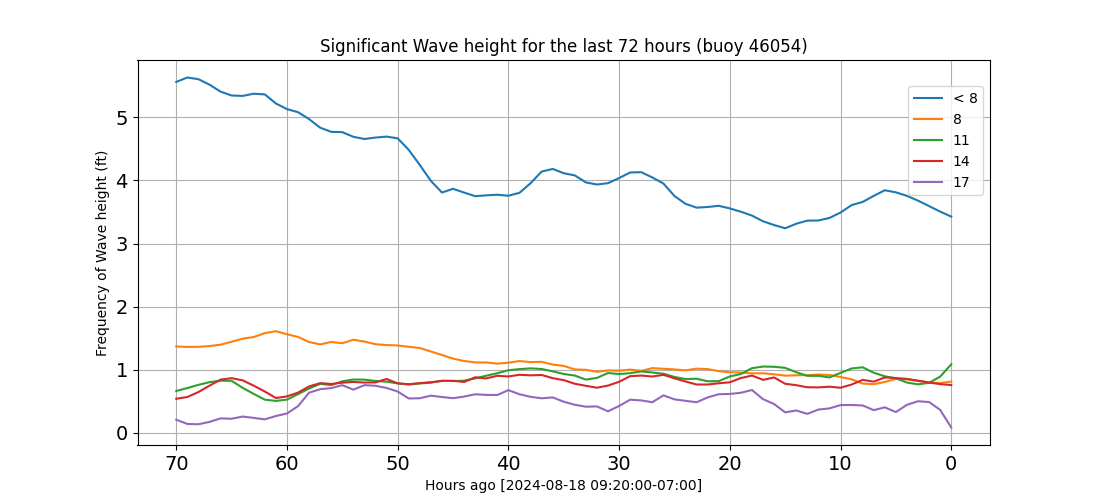 Significant Wave height for the last 72 hours (buoy 46054)
Frequency of Wave height (ft)
5
4
3
2
1
0
< 8
8
11
14
17
70 60 50 40 30 20 10 0
Hours ago [2024-08-18 09:20:00-07:00]